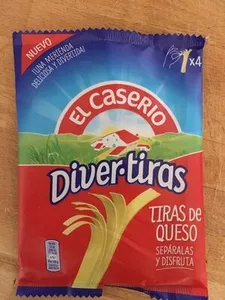 NUEVO
¡UNA MERIENDA
DELICIOSA Y DIVERTIDA!
x4
EL CASERIO
Diver·tiras
TIRAS DE
QUESO
SEPÁRALAS
Y DISFRUTA